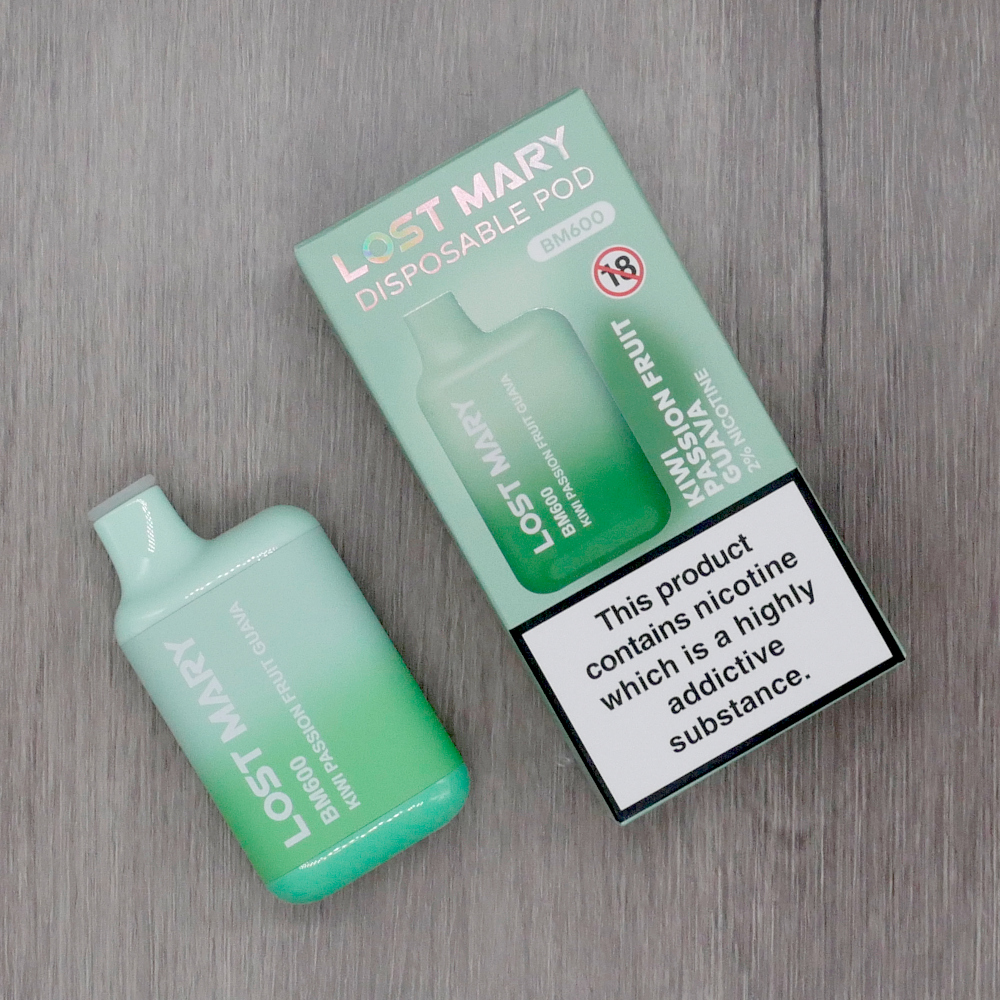 LOST MARY
DISPOSABLE POD
BM600
18
KIWI
PASSION FRUIT
GUAVA
2% NICOTINE
LOST MARY
BM600
KIWI PASSION FRUIT GUAVA
This product
contains nicotine
which is a highly
addictive
substance.
LOST MARY
BM600
KIWI PASSION FRUIT GUAVA